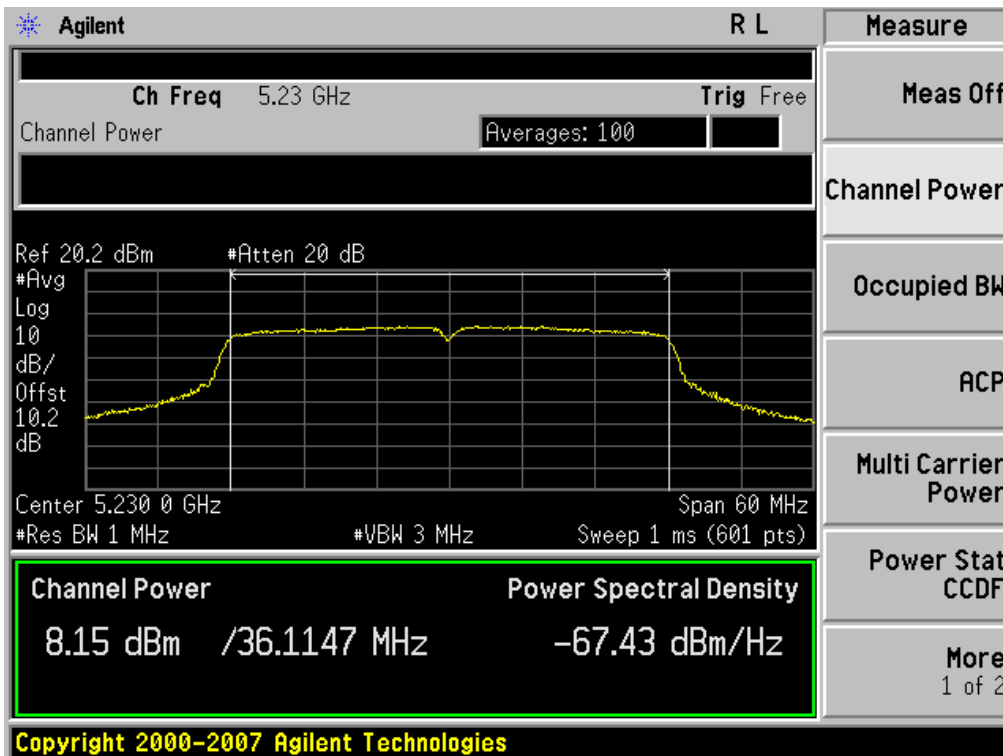 Agilent R L Measure
Ch Freq 5.23 GHz Trig Free
Channel Power Averages: 100
Ref 20.2 dBm #Atten 20 dB
#Avg
Log
10
dB/
Offst
10.2
dB
Center 5.230 0 GHz Span 60 MHz
#Res BW 1 MHz #VBW 3 MHz Sweep 1 ms (601 pts)
Channel Power Power Spectral Density
8.15 dBm /36.1147 MHz -67.43 dBm/Hz
Meas Off
Channel Power
Occupied BW
ACP
Multi Carrier
Power
Power Stat
CCDF
More
1 of 2
Copyright 2000-2007 Agilent Technologies